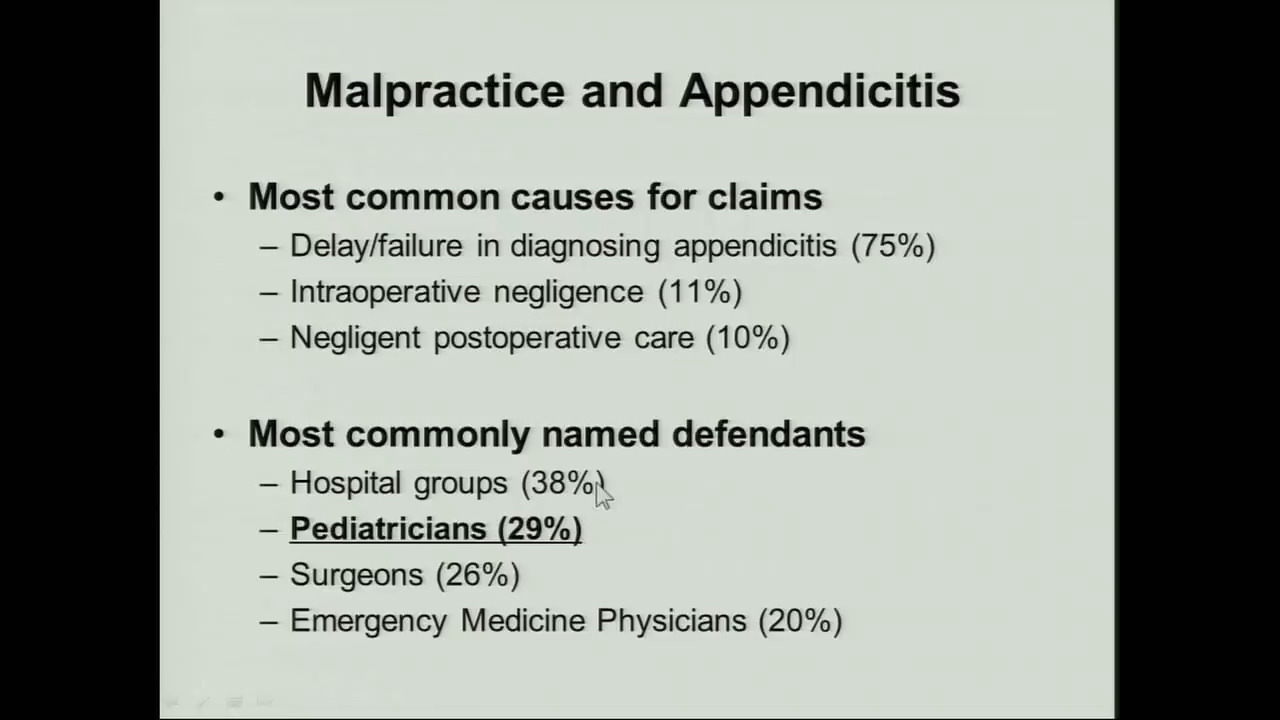 Malpractice and Appendicitis
• Most common causes for claims
– Delay/failure in diagnosing appendicitis (75%)
– Intraoperative negligence (11%)
– Negligent postoperative care (10%)
• Most commonly named defendants
– Hospital groups (38%)
– Pediatricians (29%)
– Surgeons (26%)
– Emergency Medicine Physicians (20%)